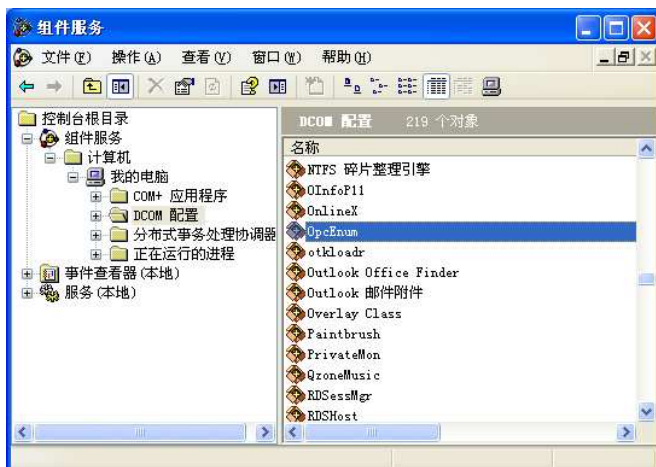 组件服务
文件(F) 操作(A) 查看(V) 窗口(W) 帮助(H)
控制台根目录
组件服务
计算机
我的电脑
COM+ 应用程序
DCOM 配置
分布式事务处理协调器
正在运行的进程
事件查看器(本地)
服务(本地)
DCOM 配置 219 个对象
名称
NTFS 碎片整理引擎
OInfoP11
OnlineX
OpcEnum
otkloadr
Outlook Office Finder
Outlook 邮件附件
Overlay Class
Paintbrush
PrivateMon
QzoneMusic
RDSessMgr
RDSHost